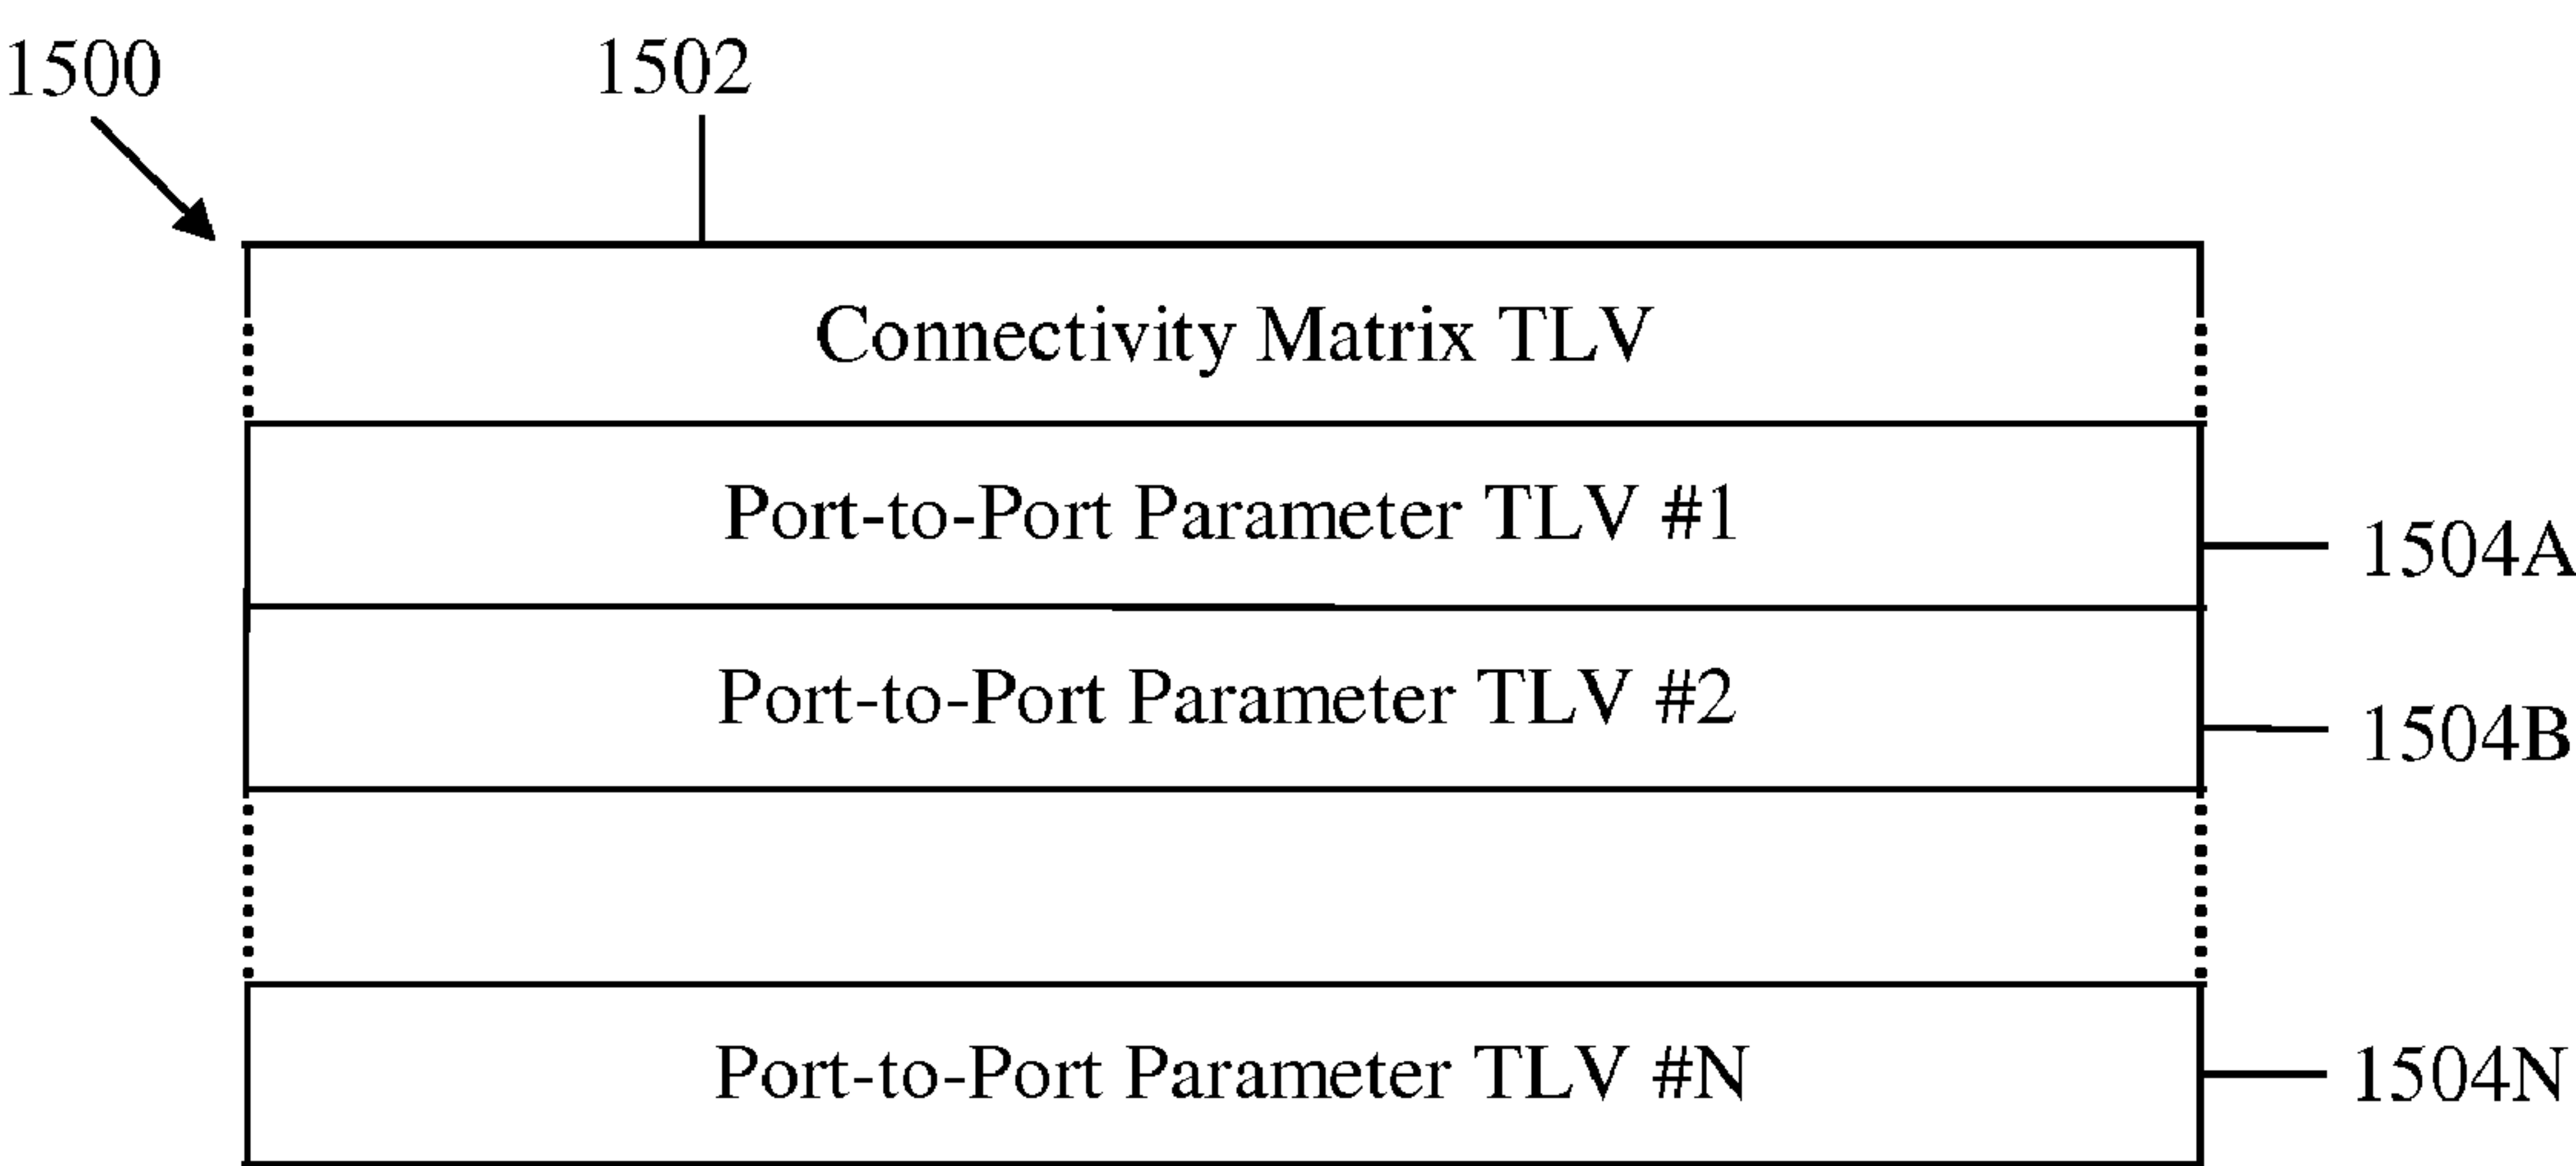 1500
1502
Connectivity Matrix TLV
Port-to-Port Parameter TLV #1
1504A
Port-to-Port Parameter TLV #2
1504B
Port-to-Port Parameter TLV #N
1504N